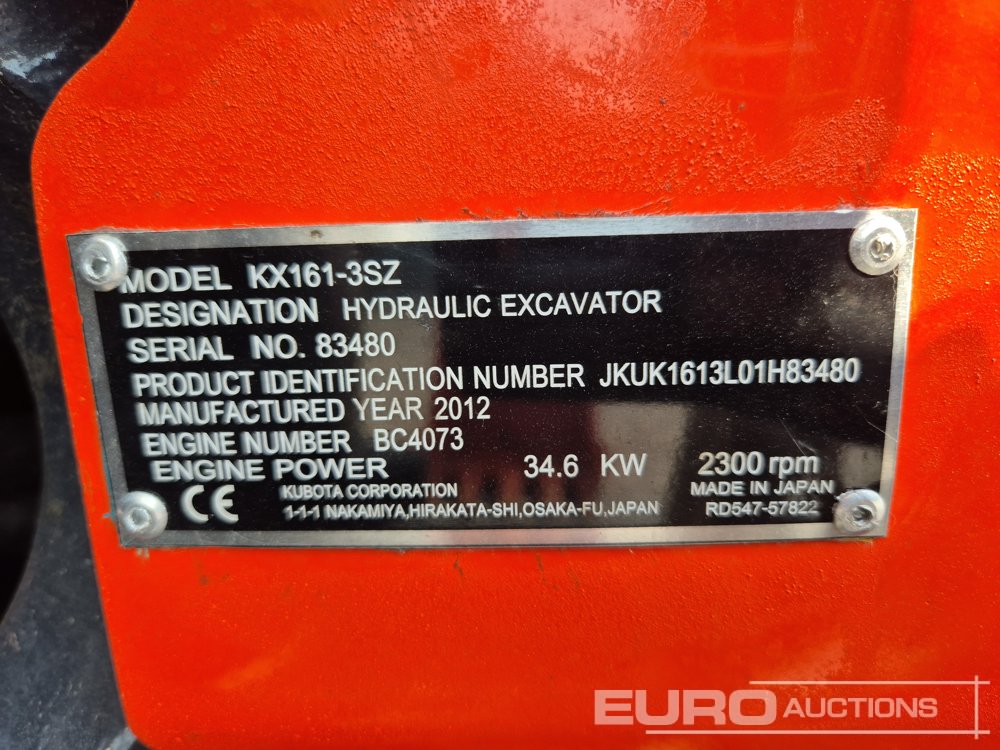 MODEL KX161-3SZ
DESIGNATION HYDRAULIC EXCAVATOR
SERIAL NO. 83480
PRODUCT IDENTIFICATION NUMBER JKUK1613L01H83480
MANUFACTURED YEAR 2012
ENGINE NUMBER BC4073
ENGINE POWER 34.6 KW 2300 rpm
CE KUBOTA CORPORATION MADE IN JAPAN
1-1-1 NAKAMIYA,HIRAKATA-SHI,OSAKA-FU,JAPAN RD547-57822
EURO AUCTIONS